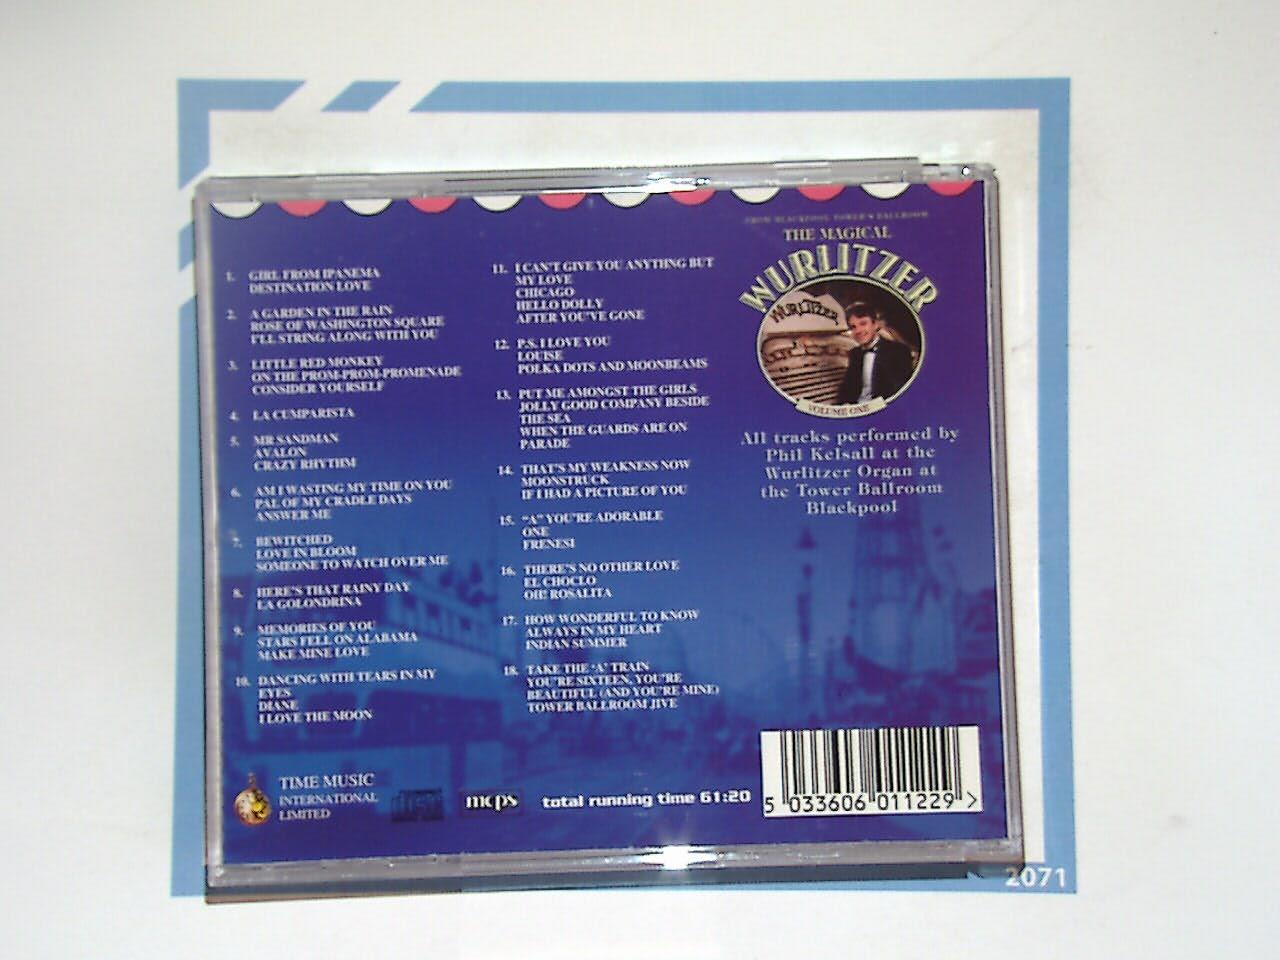 1. GIRL FROM IPANEMA
DESTINATION LOVE
2. A GARDEN IN THE RAIN
ROSE OF WASHINGTON SQUARE
I'LL STRING ALONG WITH YOU
3. LITTLE RED MONKEY
ON THE PROM-PROM-PROMENADE
CONSIDER YOURSELF
4. LA CUMPARISTA
5. MR SANDMAN
AVALON
CRAZY RHYTHM
6. AM I WASTING MY TIME ON YOU
PAL OF MY CRADLE DAYS
ANSWER ME
7. BEWITCHED
LOVE IN BLOOM
SOMEONE TO WATCH OVER ME
8. HERE'S THAT RAINY DAY
LA GOLONDRINA
9. MEMORIES OF YOU
STARS FELL ON ALABAMA
MAKE MINE LOVE
10. DANCING WITH TEARS IN MY
EYES
DIANE
I LOVE THE MOON
11. I CAN'T GIVE YOU ANYTHNG BUT
MY LOVE
CHICAGO
HELLO DOLLY
AFTER YOU'VE GONE
12. P.S. I LOVE YOU
LOUISE
POLKA DOTS AND MOONBEAMS
13. PUT ME AMONGST THE GIRLS
JOLLY GOOD COMPANY BESIDE
THE SEA
WHEN THE GUARDS ARE ON
PARADE
14. THAT'S MY WEAKNESS NOW
MOONSTRUCK
IF I HAD A PICTURE OF YOU
15. "A" YOU'RE ADORABLE
ONE
FRENESI
16. THERE'S NO OTHER LOVE
EL CHOCLO
OH! ROSALITA
17. HOW WONDERFUL TO KNOW
ALWAYS IN MY HEART
INDIAN SUMMER
18. TAKE THE 'A' TRAIN
YOU'RE SIXTEEN, YOU'RE
BEAUTIFUL (AND YOU'RE MINE)
TOWER BALLROOM JIVE
FROM BLACKPOOL TOWER'S BALLROOM
THE MAGICAL
WURLITZER
WURLITZER
VOLUME ONE
All tracks performed by
Phil Kelsall at the
Wurlitzer Organ at
the Tower Ballroom
Blackpool
TIME MUSIC
INTERNATIONAL
LIMITED
mcps
total running time 61:20
5 033606 011229 >
2071